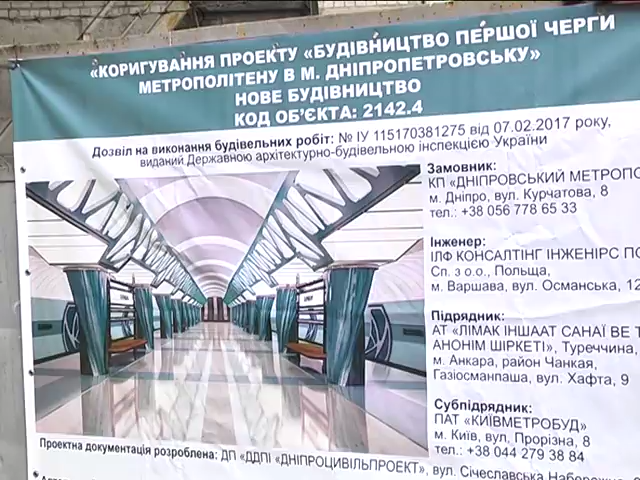 «КОРИГУВАННЯ ПРОЕКТУ «БУДІВНИЦТВО ПЕРШОЇ ЧЕРГИ
МЕТРОПОЛІТЕНУ В М. ДНІПРОПЕТРОВСЬКУ»
НОВЕ БУДІВНИЦТВО
КОД ОБ'ЄКТА: 2142.4
Дозвіл на виконання будівельних робіт: № ІУ 115170381275 від 07.02.2017 року,
виданий Державною архітектурно-будівельною інспекцією України
Замовник:
КП «ДНІПРОВСЬКИЙ МЕТРОПО
м. Дніпро, вул. Курчатова, 8
тел.: +38 056 778 65 33
Інженер:
ІЛФ КОНСАЛТІНГ ІНЖЕНІРС ПО
Сп. з о.о., Польща,
м. Варшава, вул. Османська, 12
Підрядник:
АТ «ЛІМАК ІНШААТ САНАЇ ВЕ Т
АНОНІМ ШІРКЕТІ», Туреччина,
м. Анкара, район Чанкая,
Газіосманпаша, вул. Хафта, 9
Субпідрядник:
ПАТ «КИЇВМЕТРОБУД»
м. Київ, вул. Прорізна, 8
тел.: +38 044 279 38 84
Проектна документація розроблена: ДП «ДДПІ «ДНІПРОЦИВІЛЬПРОЕКТ», вул. Січеславська Набережна